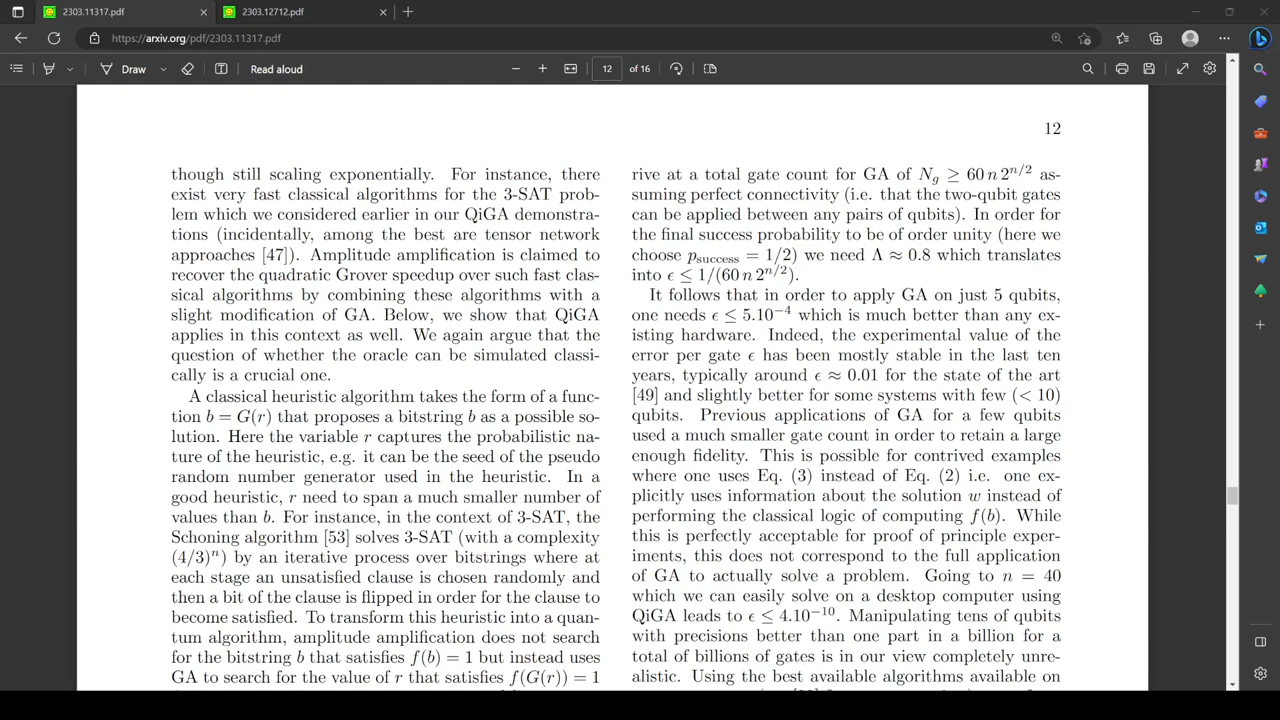 2303.11317.pdf
2303.12712.pdf
https://arxiv.org/pdf/2303.11317.pdf
Draw
Read aloud
12
of 16
12
though still scaling exponentially. For instance, there
exist very fast classical algorithms for the 3-SAT prob-
lem which we considered earlier in our QiGA demonstra-
tions (incidentally, among the best are tensor network
approaches [47]). Amplitude amplification is claimed to
recover the quadratic Grover speedup over such fast clas-
sical algorithms by combining these algorithms with a
slight modification of GA. Below, we show that QiGA
applies in this context as well. We again argue that the
question of whether the oracle can be simulated classi-
cally is a crucial one.
A classical heuristic algorithm takes the form of a func-
tion b = G(r) that proposes a bitstring b as a possible so-
lution. Here the variable r captures the probabilistic na-
ture of the heuristic, e.g. it can be the seed of the pseudo
random number generator used in the heuristic. In a
good heuristic, r need to span a much smaller number of
values than b. For instance, in the context of 3-SAT, the
Schoning algorithm [53] solves 3-SAT (with a complexity
(4/3)ⁿ) by an iterative process over bitstrings where at
each stage an unsatisfied clause is chosen randomly and
then a bit of the clause is flipped in order for the clause to
become satisfied. To transform this heuristic into a quan-
tum algorithm, amplitude amplification does not search
for the bitstring b that satisfies f(b) = 1 but instead uses
GA to search for the value of r that satisfies f(G(r)) = 1
rive at a total gate count for GA of N_g ≥ 60 n 2^{n/2} as-
suming perfect connectivity (i.e. that the two-qubit gates
can be applied between any pairs of qubits). In order for
the final success probability to be of order unity (here we
choose p_success = 1/2) we need Λ ≈ 0.8 which translates
into ϵ ≤ 1/(60 n 2^{n/2}).
It follows that in order to apply GA on just 5 qubits,
one needs ϵ ≤ 5.10⁻⁴ which is much better than any ex-
isting hardware. Indeed, the experimental value of the
error per gate ϵ has been mostly stable in the last ten
years, typically around ϵ ≈ 0.01 for the state of the art
[49] and slightly better for some systems with few (< 10)
qubits. Previous applications of GA for a few qubits
used a much smaller gate count in order to retain a large
enough fidelity. This is possible for contrived examples
where one uses Eq. (3) instead of Eq. (2) i.e. one ex-
plicitly uses information about the solution w instead of
performing the classical logic of computing f(b). While
this is perfectly acceptable for proof of principle exper-
iments, this does not correspond to the full application
of GA to actually solve a problem. Going to n = 40
which we can easily solve on a desktop computer using
QiGA leads to ϵ ≤ 4.10⁻¹⁰. Manipulating tens of qubits
with precisions better than one part in a billion for a
total of billions of gates is in our view completely unre-
alistic. Using the best available algorithms available on